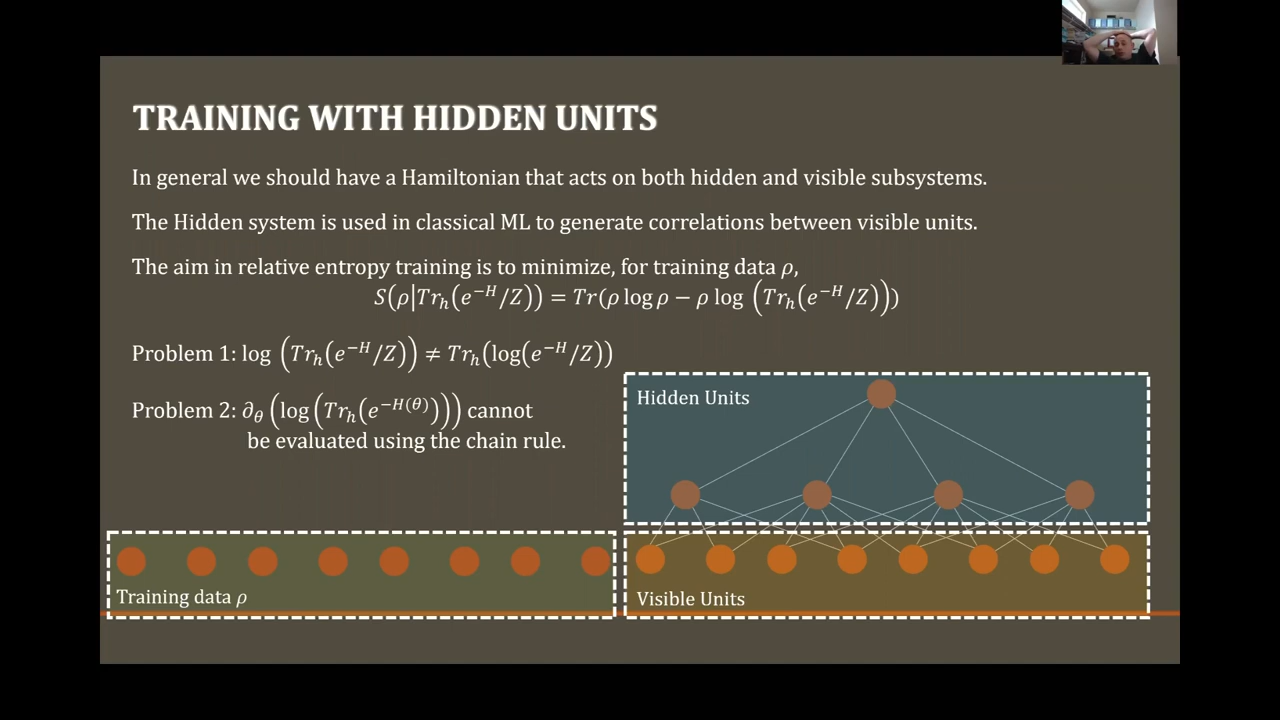 TRAINING WITH HIDDEN UNITS
In general we should have a Hamiltonian that acts on both hidden and visible subsystems.
The Hidden system is used in classical ML to generate correlations between visible units.
The aim in relative entropy training is to minimize, for training data ρ,
S(ρ|Tr_h(e^{-H}/Z)) = Tr(ρ log ρ − ρ log (Tr_h(e^{-H}/Z)))
Problem 1: log (Tr_h(e^{-H}/Z)) ≠ Tr_h(log(e^{-H}/Z))
Problem 2: ∂_θ (log(Tr_h(e^{-H(θ)}))) cannot
be evaluated using the chain rule.
Hidden Units
Training data ρ
Visible Units